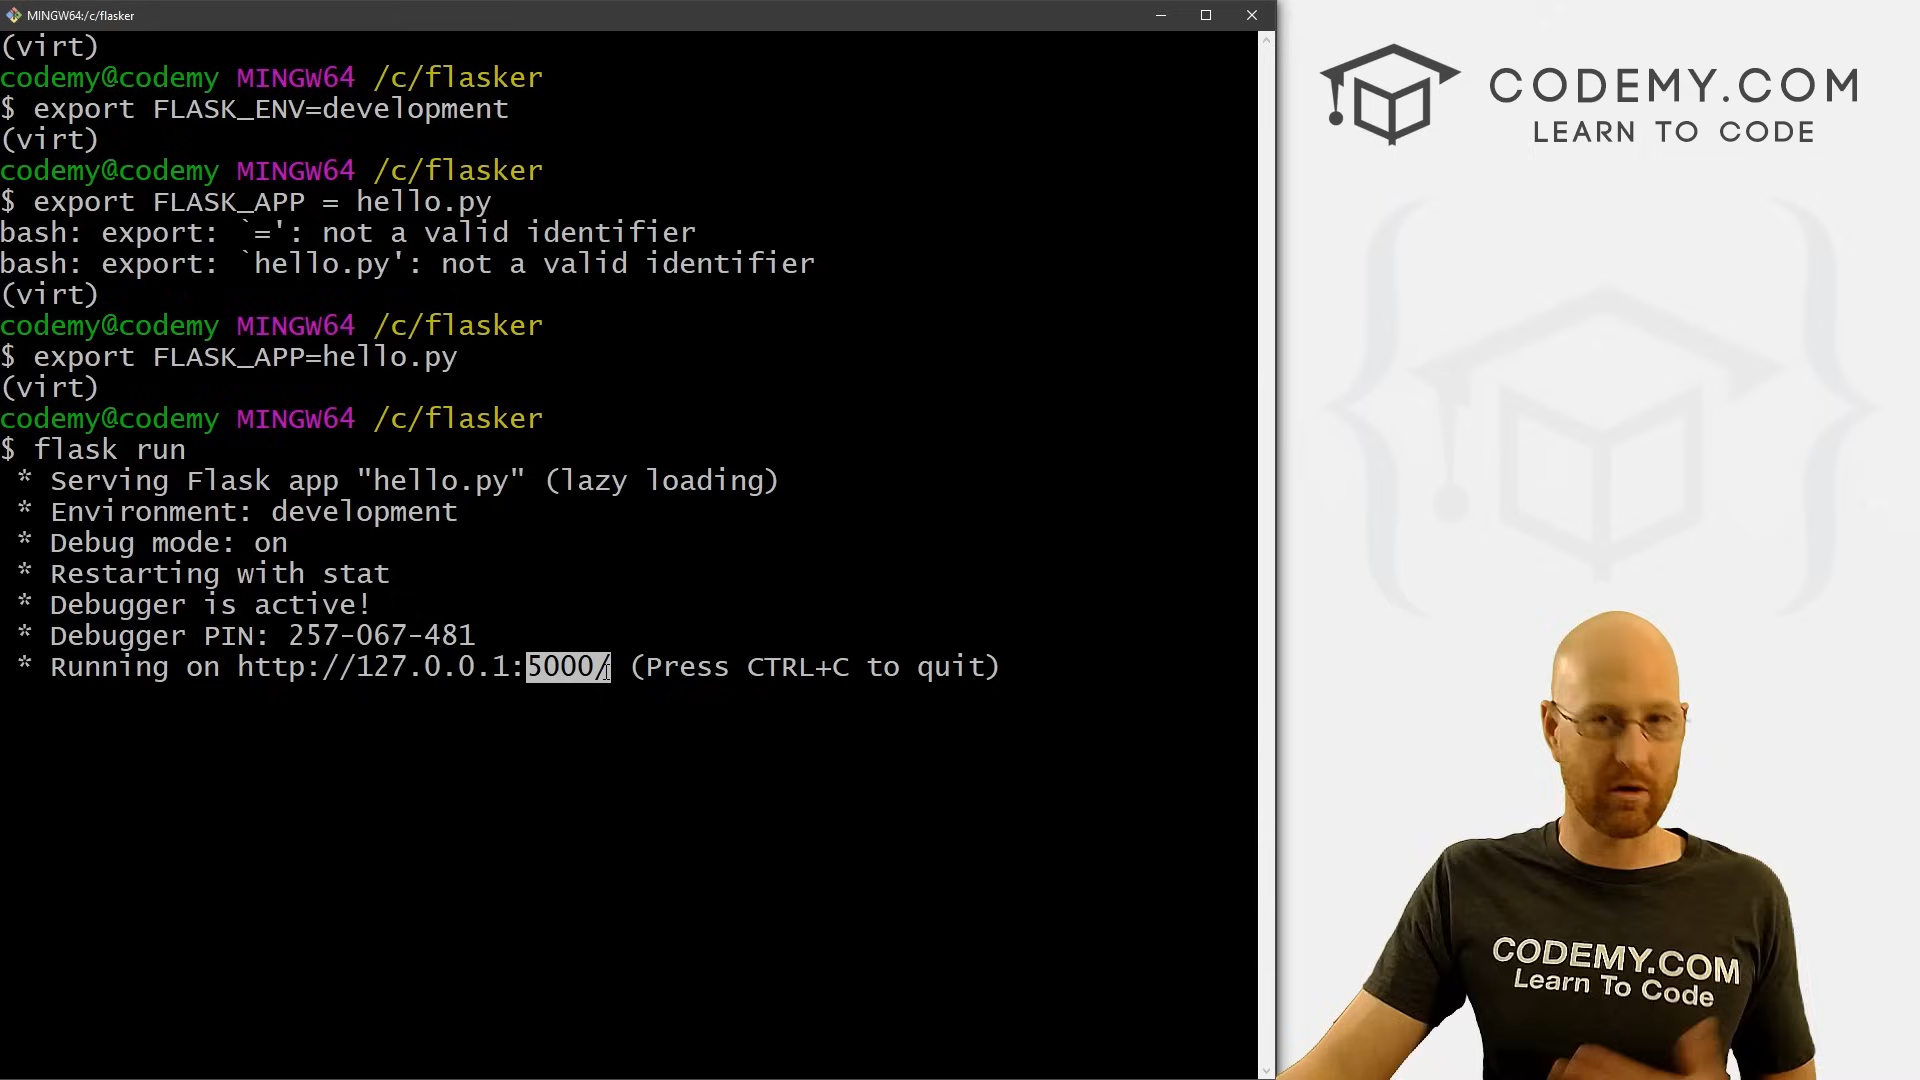 MINGW64:/c/flasker
(virt)
codemy@codemy MINGW64 /c/flasker
$ export FLASK_ENV=development
(virt)
codemy@codemy MINGW64 /c/flasker
$ export FLASK_APP = hello.py
bash: export: `=': not a valid identifier
bash: export: `hello.py': not a valid identifier
(virt)
codemy@codemy MINGW64 /c/flasker
$ export FLASK_APP=hello.py
(virt)
codemy@codemy MINGW64 /c/flasker
$ flask run
* Serving Flask app "hello.py" (lazy loading)
* Environment: development
* Debug mode: on
* Restarting with stat
* Debugger is active!
* Debugger PIN: 257-067-481
* Running on http://127.0.0.1:5000/ (Press CTRL+C to quit)
CODEMY.COM
LEARN TO CODE
CODEMY.COM
Learn To Code